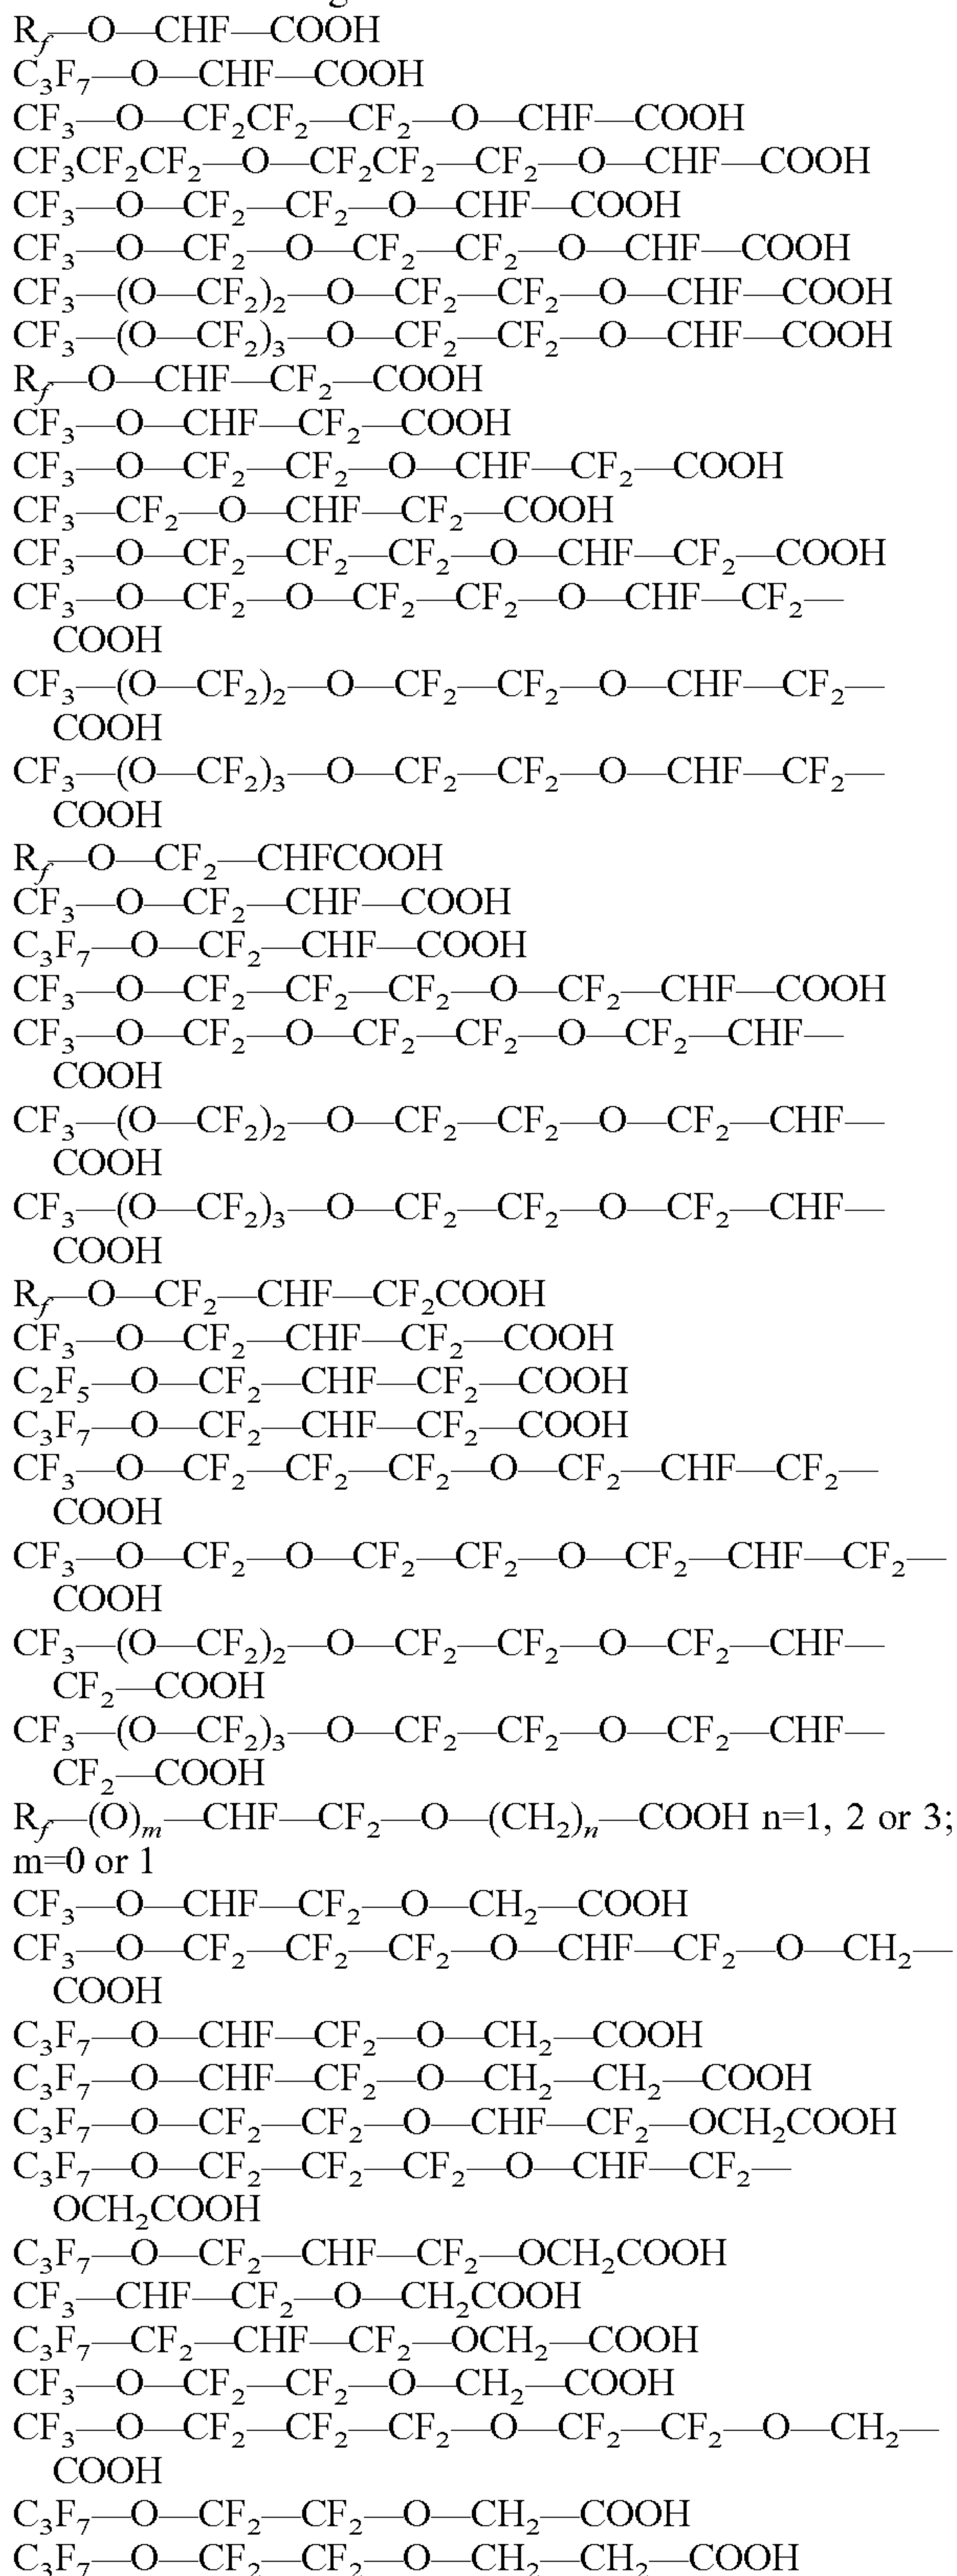 R_f—O—CHF—COOH
C₃F₇—O—CHF—COOH
CF₃—O—CF₂CF₂—CF₂—O—CHF—COOH
CF₃CF₂CF₂—O—CF₂CF₂—CF₂—O—CHF—COOH
CF₃—O—CF₂—CF₂—O—CHF—COOH
CF₃—O—CF₂—O—CF₂—CF₂—O—CHF—COOH
CF₃—(O—CF₂)₂—O—CF₂—CF₂—O—CHF—COOH
CF₃—(O—CF₂)₃—O—CF₂—CF₂—O—CHF—COOH
R_f—O—CHF—CF₂—COOH
CF₃—O—CHF—CF₂—COOH
CF₃—O—CF₂—CF₂—O—CHF—CF₂—COOH
CF₃—CF₂—O—CHF—CF₂—COOH
CF₃—O—CF₂—CF₂—CF₂—O—CHF—CF₂—COOH
CF₃—O—CF₂—O—CF₂—CF₂—O—CHF—CF₂—
COOH
CF₃—(O—CF₂)₂—O—CF₂—CF₂—O—CHF—CF₂—
COOH
CF₃—(O—CF₂)₃—O—CF₂—CF₂—O—CHF—CF₂—
COOH
R_f—O—CF₂—CHFCOOH
CF₃—O—CF₂—CHF—COOH
C₃F₇—O—CF₂—CHF—COOH
CF₃—O—CF₂—CF₂—CF₂—O—CF₂—CHF—COOH
CF₃—O—CF₂—O—CF₂—CF₂—O—CF₂—CHF—
COOH
CF₃—(O—CF₂)₂—O—CF₂—CF₂—O—CF₂—CHF—
COOH
CF₃—(O—CF₂)₃—O—CF₂—CF₂—O—CF₂—CHF—
COOH
R_f—O—CF₂—CHF—CF₂COOH
CF₃—O—CF₂—CHF—CF₂—COOH
C₂F₅—O—CF₂—CHF—CF₂—COOH
C₃F₇—O—CF₂—CHF—CF₂—COOH
CF₃—O—CF₂—CF₂—CF₂—O—CF₂—CHF—CF₂—
COOH
CF₃—O—CF₂—O—CF₂—CF₂—O—CF₂—CHF—CF₂—
COOH
CF₃—(O—CF₂)₂—O—CF₂—CF₂—O—CF₂—CHF—
CF₂—COOH
CF₃—(O—CF₂)₃—O—CF₂—CF₂—O—CF₂—CHF—
CF₂—COOH
R_f—(O)ₘ—CHF—CF₂—O—(CH₂)ₙ—COOH n=1, 2 or 3;
m=0 or 1
CF₃—O—CHF—CF₂—O—CH₂—COOH
CF₃—O—CF₂—CF₂—CF₂—O—CHF—CF₂—O—CH₂—
COOH
C₃F₇—O—CHF—CF₂—O—CH₂—COOH
C₃F₇—O—CHF—CF₂—O—CH₂—CH₂—COOH
C₃F₇—O—CF₂—CF₂—O—CHF—CF₂—OCH₂COOH
C₃F₇—O—CF₂—CF₂—CF₂—O—CHF—CF₂—
OCH₂COOH
C₃F₇—O—CF₂—CHF—CF₂—OCH₂COOH
CF₃—CHF—CF₂—O—CH₂COOH
C₃F₇—CF₂—CHF—CF₂—OCH₂—COOH
CF₃—O—CF₂—CF₂—O—CH₂—COOH
CF₃—O—CF₂—CF₂—CF₂—O—CF₂—CF₂—O—CH₂—
COOH
C₃F₇—O—CF₂—CF₂—O—CH₂—COOH
C₃F₇—O—CF₂—CF₂—O—CH₂—CH₂—COOH